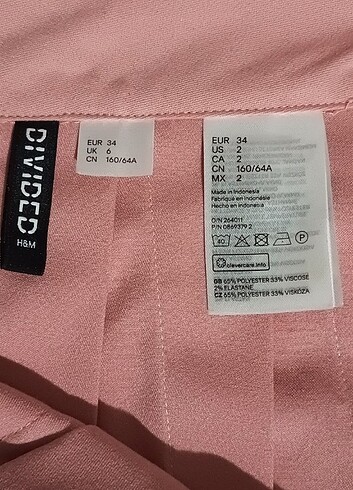 DIVIDED
H&M
EUR 34
UK 6
CN 160/64A
EUR 34
US 2
CA 2
CN 160/64A
MX 2
Made in Indonesia
Fabriqué en Indonésie
Hecho en Indonesia
O/N 264011
P/N 0869379 2
40
P
clevercare.info
GB 65% POLYESTER 33% VISCOSE
2% ELASTANE
CZ 65% POLYESTER 33% VISKÓZA